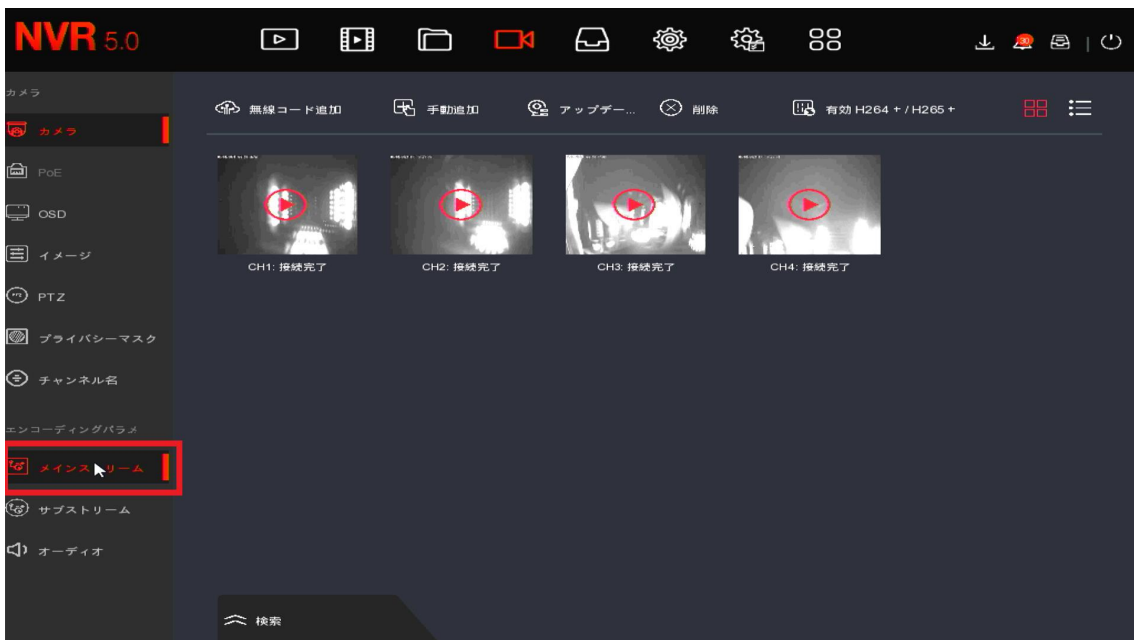 NVR 5.0
30
カメラ
無線コード追加 手動追加 アップデー... 削除 有効 H264 + / H265 +
カメラ
PoE
OSD
イメージ
CH1: 接続完了 CH2: 接続完了 CH3: 接続完了 CH4: 接続完了
PTZ
プライバシーマスク
チャンネル名
エンコーディングパラメ
メインストリーム
サブストリーム
オーディオ
検索